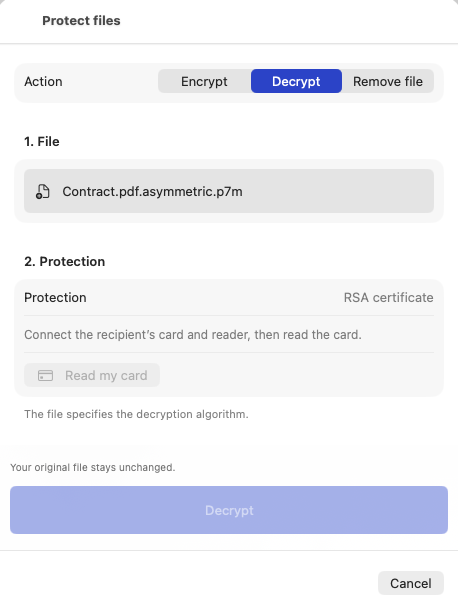 Protect files
Action
Encrypt
Decrypt
Remove file
1. File
Contract.pdf.asymmetric.p7m
2. Protection
Protection
RSA certificate
Connect the recipient's card and reader, then read the card.
Read my card
The file specifies the decryption algorithm.
Your original file stays unchanged.
Decrypt
Cancel